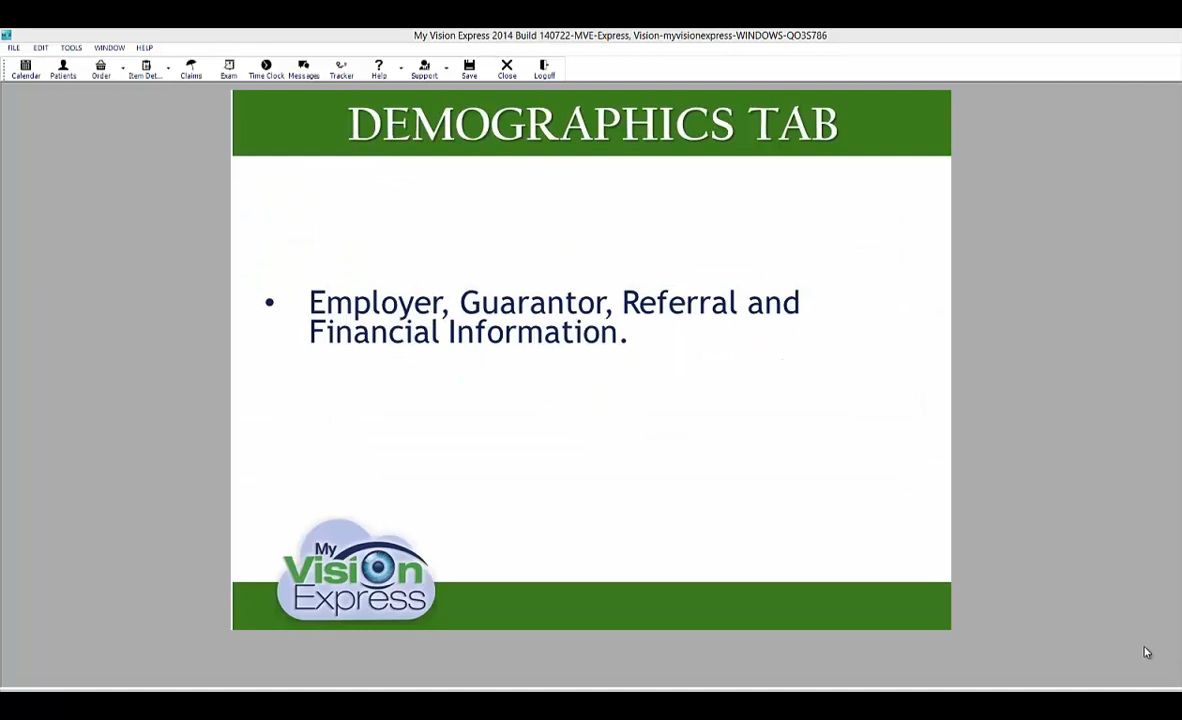 My Vision Express 2014 Build 140722-MVE-Express, Vision-myvisionexpress-WINDOWS-QO3S786
FILE EDIT TOOLS WINDOW HELP
Calendar Patients Order Item Det... Claims Exam Time Clock Messages Tracker Help Support Save Close Logoff
DEMOGRAPHICS TAB
• Employer, Guarantor, Referral and
Financial Information.
My
Vision
Express